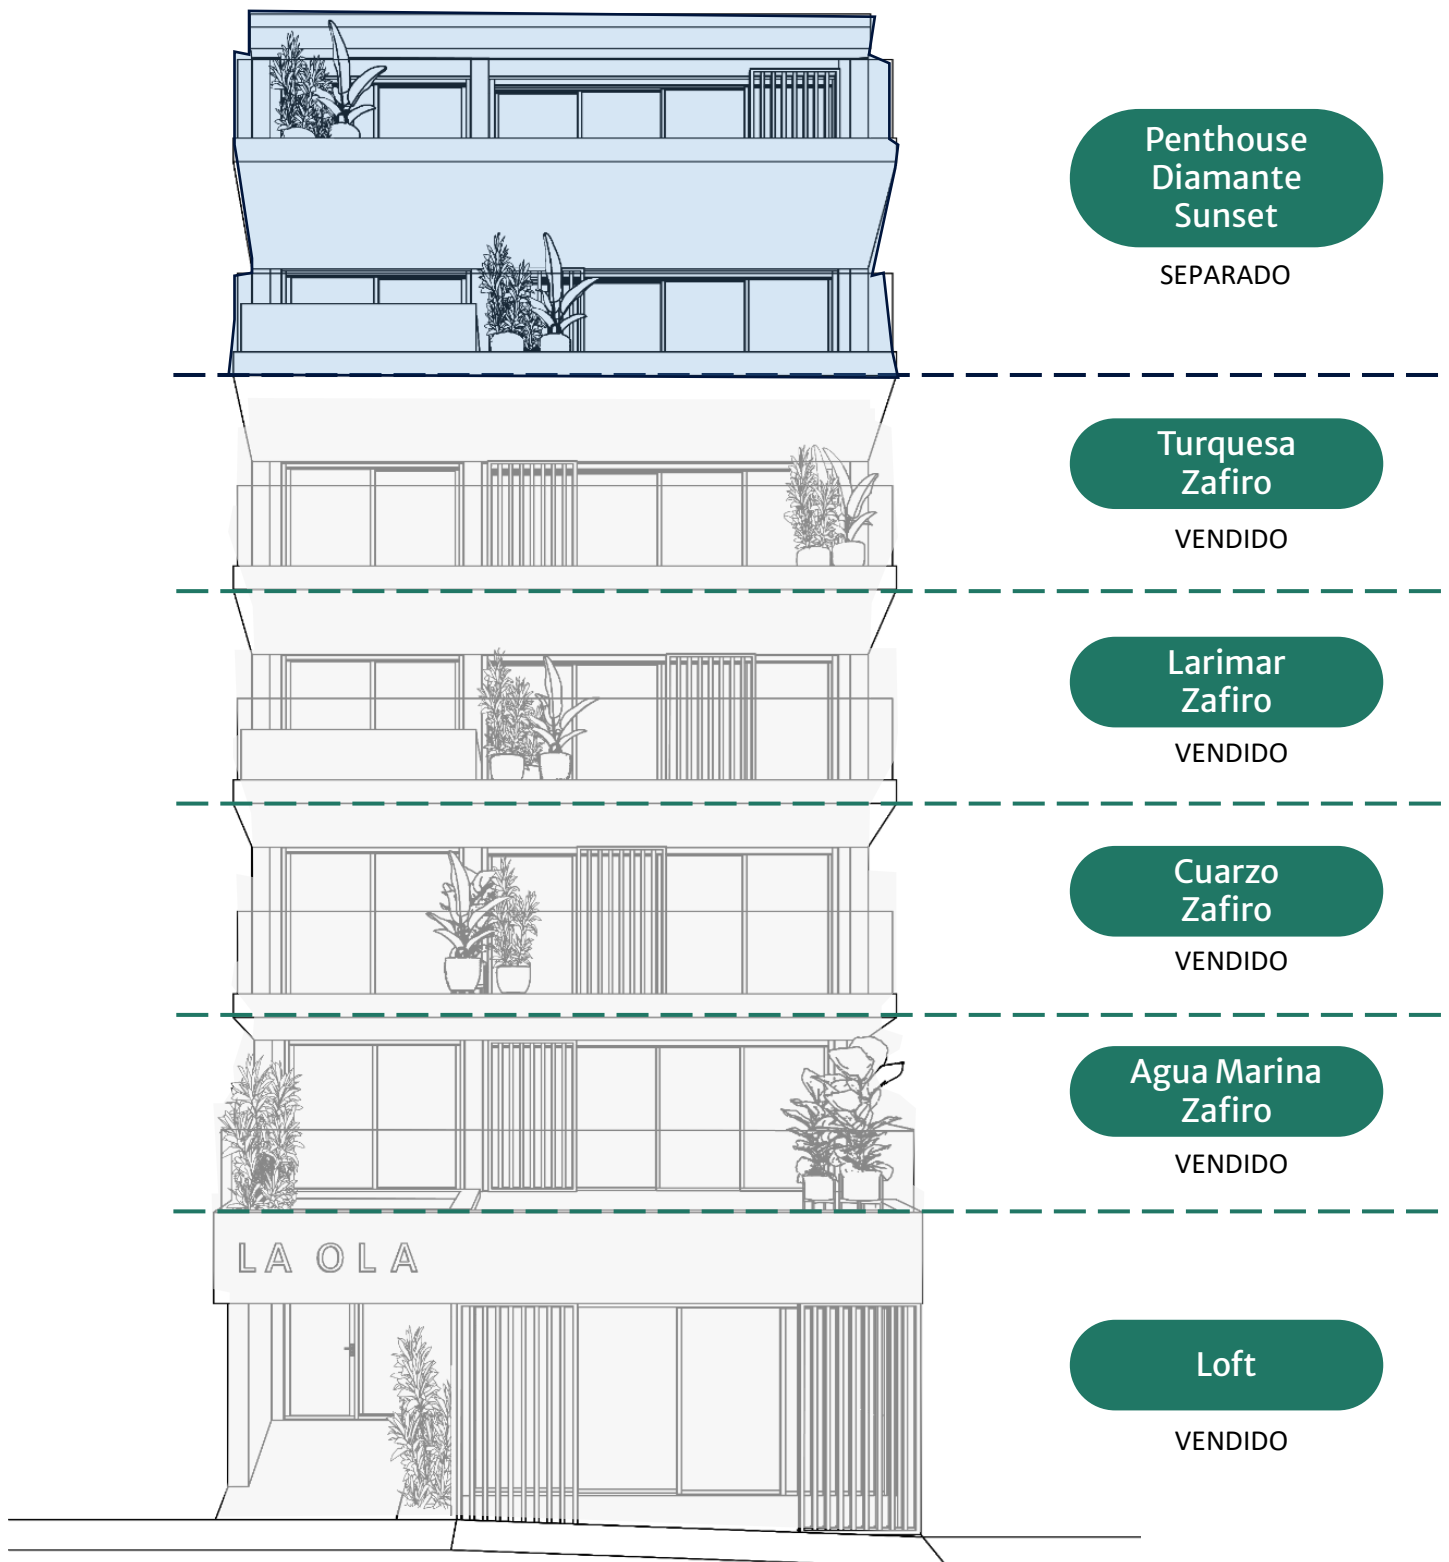 Penthouse
Diamante
Sunset
SEPARADO
Turquesa
Zafiro
VENDIDO
Larimar
Zafiro
VENDIDO
Cuarzo
Zafiro
VENDIDO
Agua Marina
Zafiro
VENDIDO
LA OLA
Loft
VENDIDO